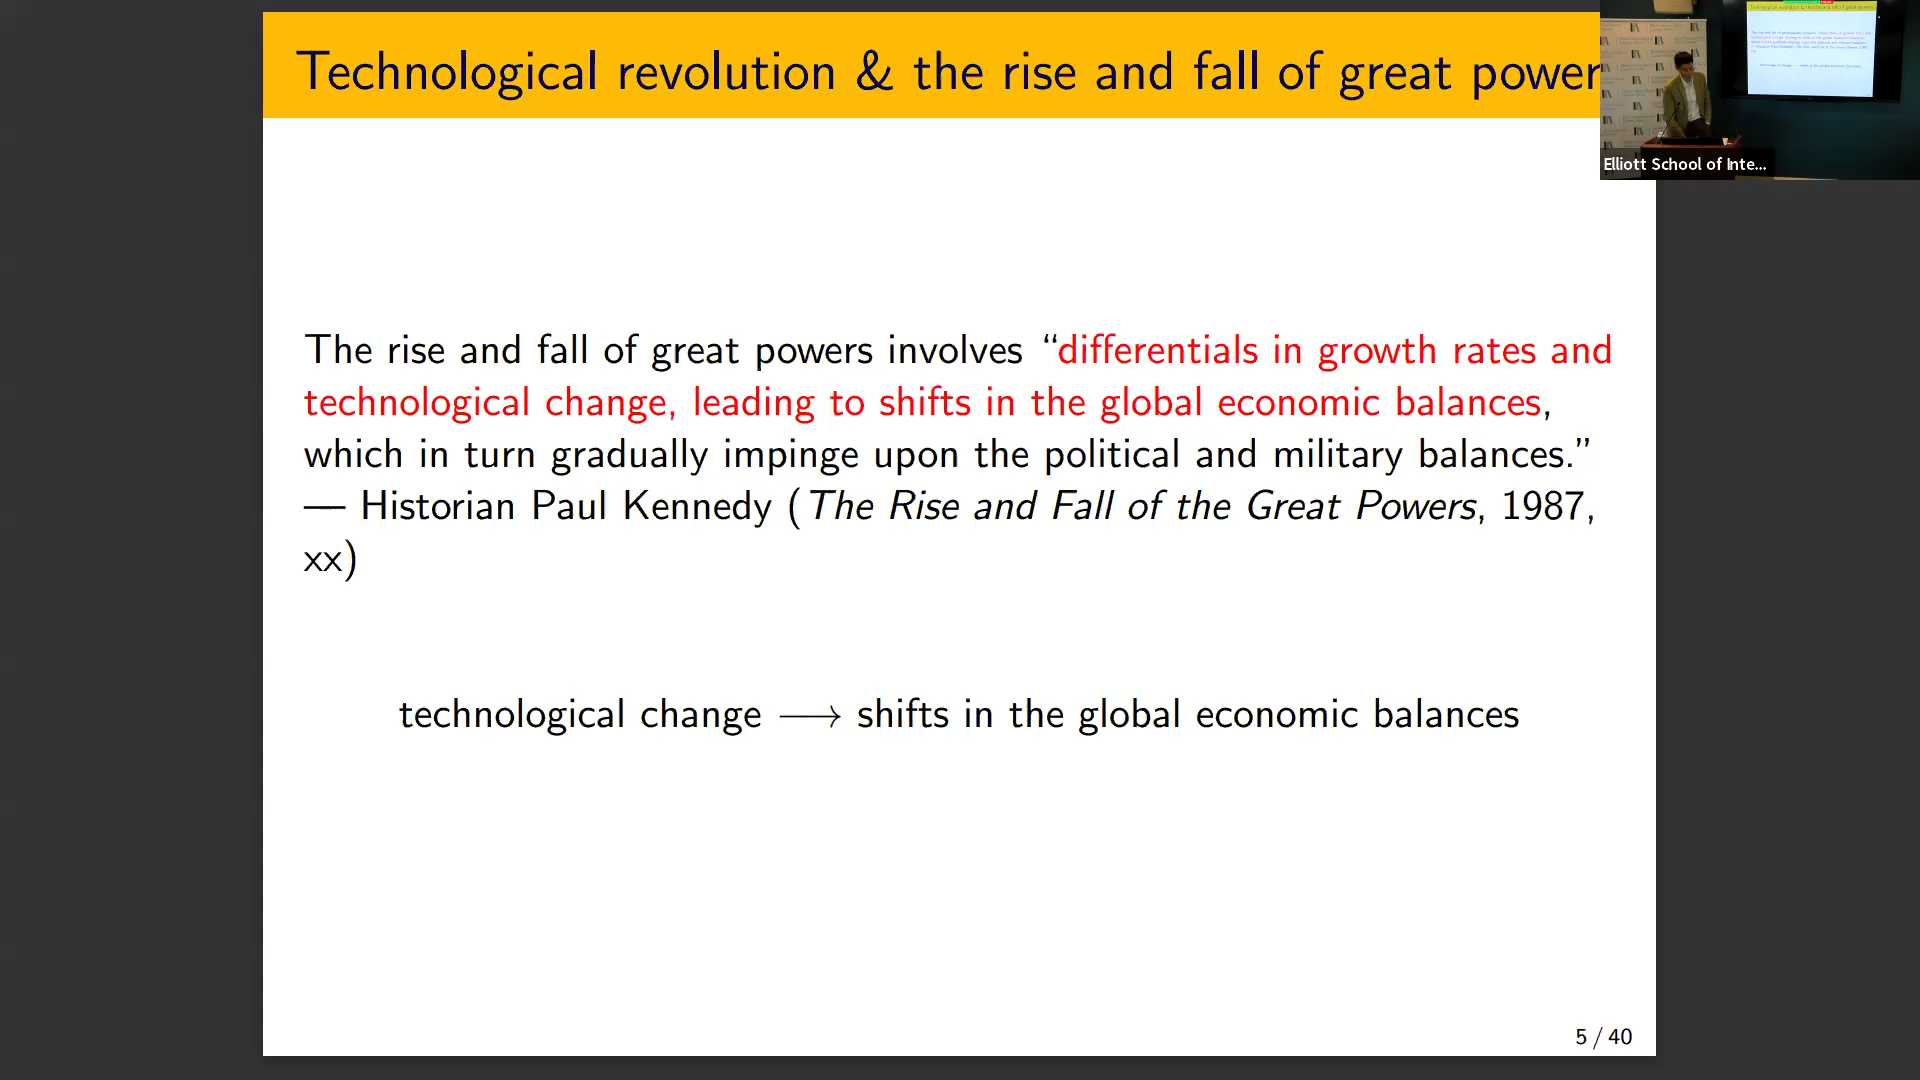 Technological revolution & the rise and fall of great power
Elliott School of Inte...
The rise and fall of great powers involves “differentials in growth rates and
technological change, leading to shifts in the global economic balances,
which in turn gradually impinge upon the political and military balances.”
— Historian Paul Kennedy (The Rise and Fall of the Great Powers, 1987,
xx)
technological change ⟶ shifts in the global economic balances
5 / 40